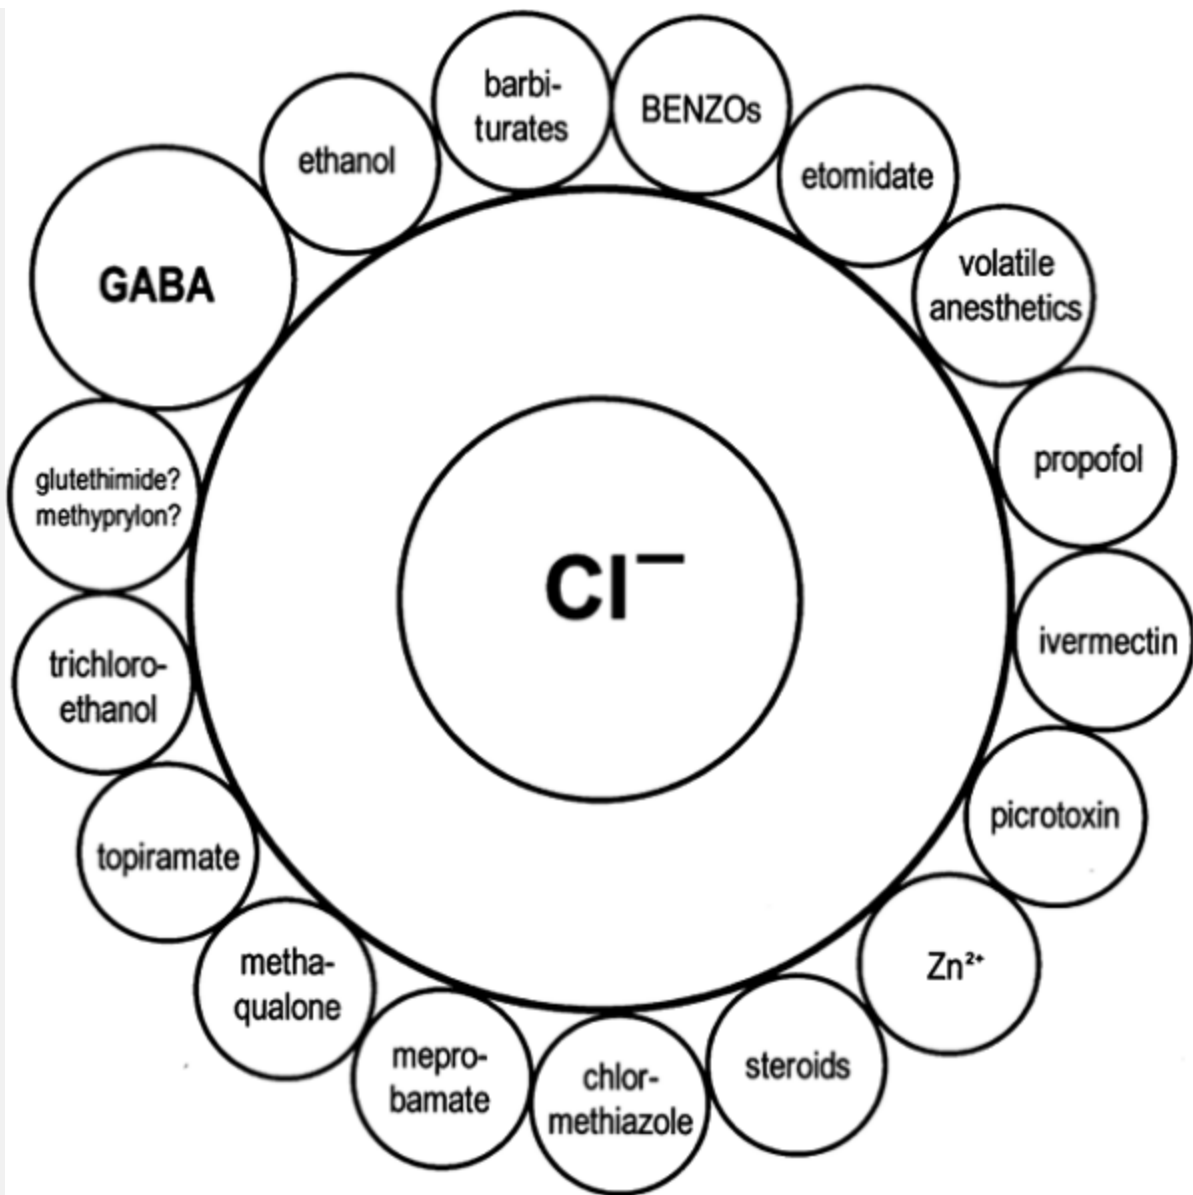 barbi-
turates
BENZOs
ethanol
etomidate
GABA
volatile
anesthetics
propofol
glutethimide?
methyprylon?
Cl⁻
ivermectin
trichloro-
ethanol
picrotoxin
topiramate
Zn²⁺
metha-
qualone
mepro-
bamate
chlor-
methiazole
steroids